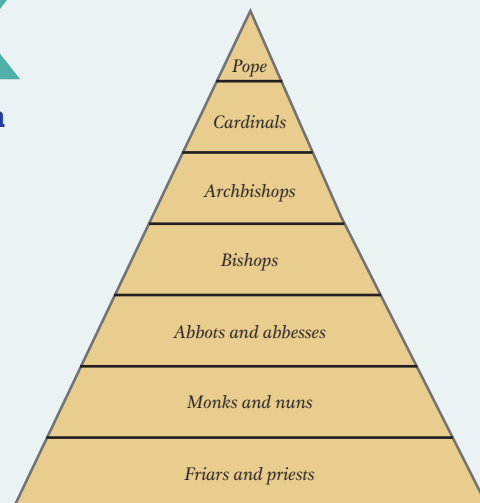 Pope
Cardinals
Archbishops
Bishops
Abbots and abbesses
Monks and nuns
Friars and priests